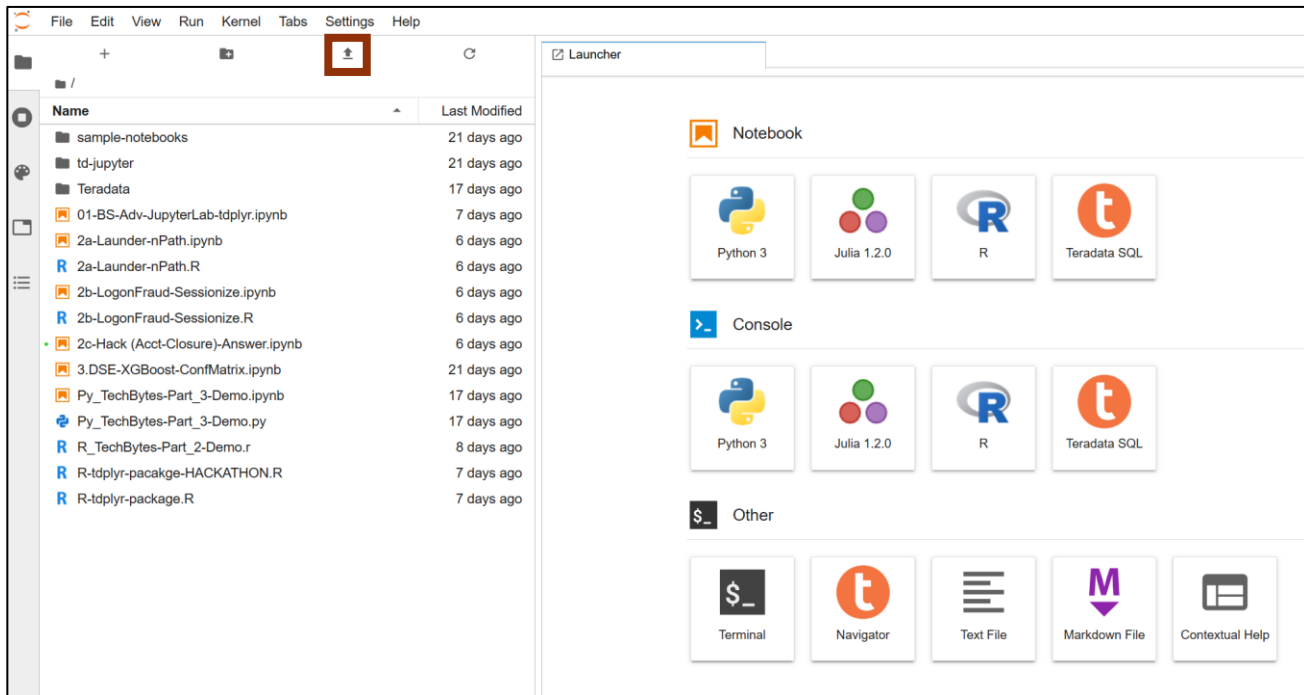 File Edit View Run Kernel Tabs Settings Help
/
Name Last Modified
sample-notebooks 21 days ago
td-jupyter 21 days ago
Teradata 17 days ago
01-BS-Adv-JupyterLab-tdplyr.ipynb 7 days ago
2a-Launder-nPath.ipynb 6 days ago
R 2a-Launder-nPath.R 6 days ago
2b-LogonFraud-Sessionize.ipynb 6 days ago
R 2b-LogonFraud-Sessionize.R 6 days ago
2c-Hack (Acct-Closure)-Answer.ipynb 6 days ago
3.DSE-XGBoost-ConfMatrix.ipynb 21 days ago
Py_TechBytes-Part_3-Demo.ipynb 17 days ago
Py_TechBytes-Part_3-Demo.py 17 days ago
R R_TechBytes-Part_2-Demo.r 8 days ago
R R-tdplyr-pacakge-HACKATHON.R 7 days ago
R R-tdplyr-package.R 7 days ago
Launcher
Notebook
R t
Python 3 Julia 1.2.0 R Teradata SQL
>_ Console
R t
Python 3 Julia 1.2.0 R Teradata SQL
$_ Other
$_ t M
Terminal Navigator Text File Markdown File Contextual Help